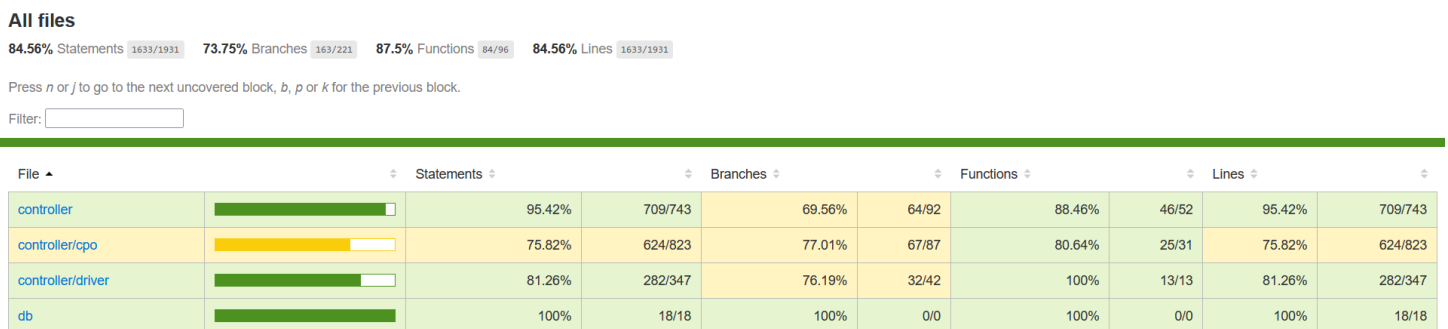 All files
84.56% Statements 1633/1931 73.75% Branches 163/221 87.5% Functions 84/96 84.56% Lines 1633/1931
Press n or j to go to the next uncovered block, b, p or k for the previous block.
Filter:
File Statements Branches Functions Lines
controller 95.42% 709/743 69.56% 64/92 88.46% 46/52 95.42% 709/743
controller/cpo 75.82% 624/823 77.01% 67/87 80.64% 25/31 75.82% 624/823
controller/driver 81.26% 282/347 76.19% 32/42 100% 13/13 81.26% 282/347
db 100% 18/18 100% 0/0 100% 0/0 100% 18/18